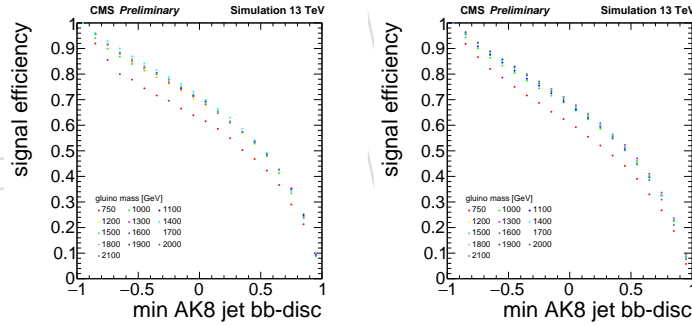 CMS Preliminary Simulation 13 TeV
signal efficiency
1
0.9
0.8
0.7
0.6
0.5
0.4
0.3
0.2
0.1
0
gluino mass [GeV]
750 1000 1100
1200 1300 1400
1500 1600 1700
1800 1900 2000
2100
−1 −0.5 0 0.5 1
min AK8 jet bb-disc
CMS Preliminary Simulation 13 TeV
signal efficiency
1
0.9
0.8
0.7
0.6
0.5
0.4
0.3
0.2
0.1
0
gluino mass [GeV]
750 1000 1100
1200 1300 1400
1500 1600 1700
1800 1900 2000
2100
−1 −0.5 0 0.5 1
min AK8 jet bb-disc